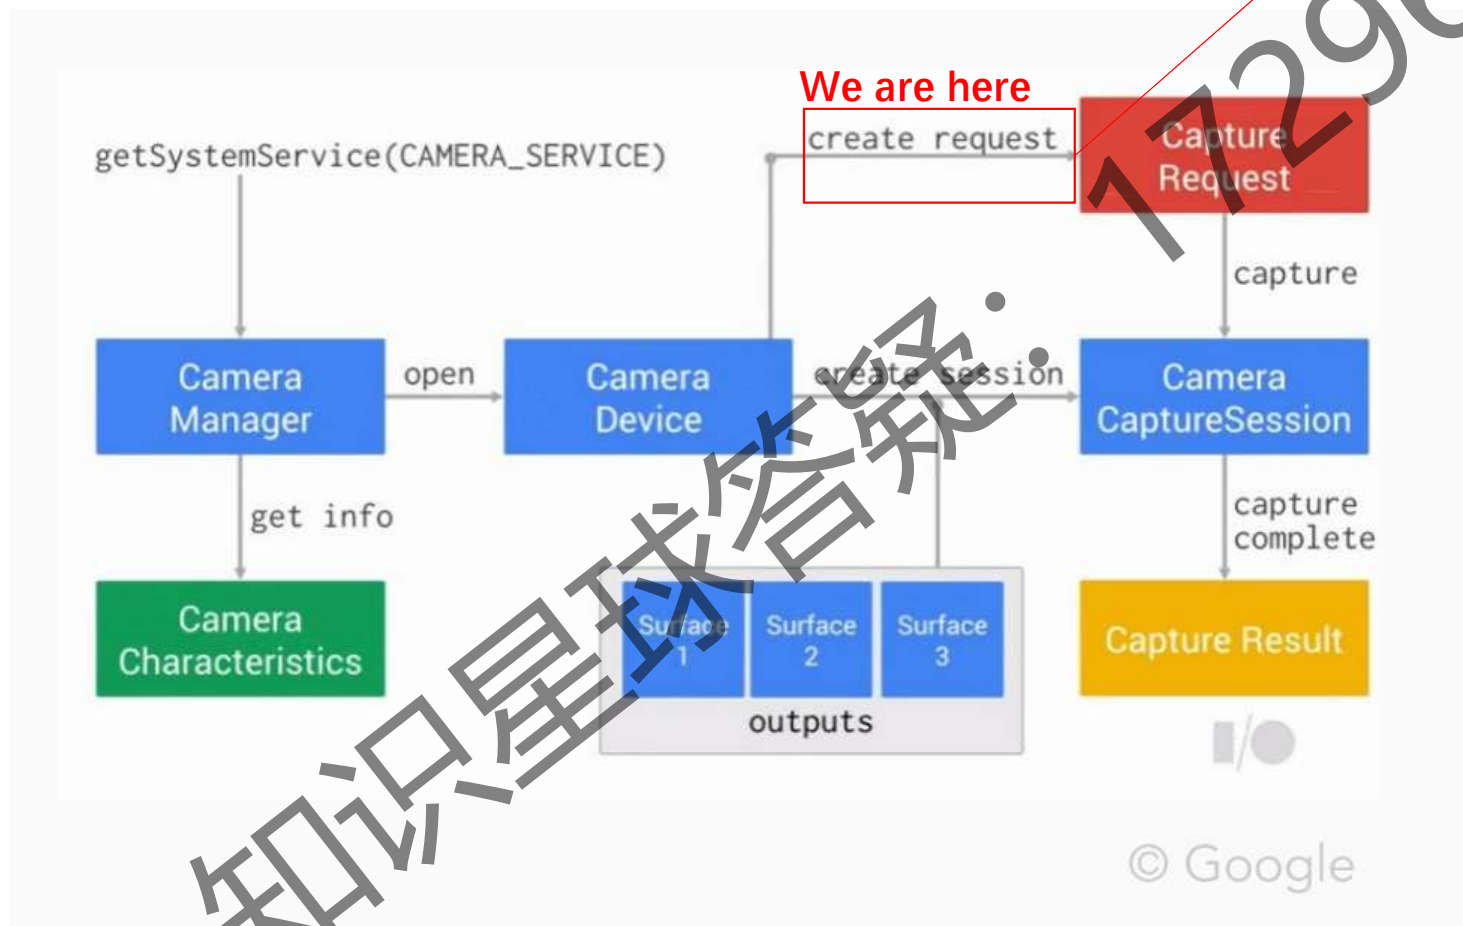 We are here
create request
getSystemService(CAMERA_SERVICE)
Capture
Request
capture
Camera
Manager
open
Camera
Device
create session
Camera
CaptureSession
get info
capture
complete
Camera
Characteristics
Surface
1
Surface
2
Surface
3
outputs
Capture Result
I/O
© Google
知识星球答疑: 1729